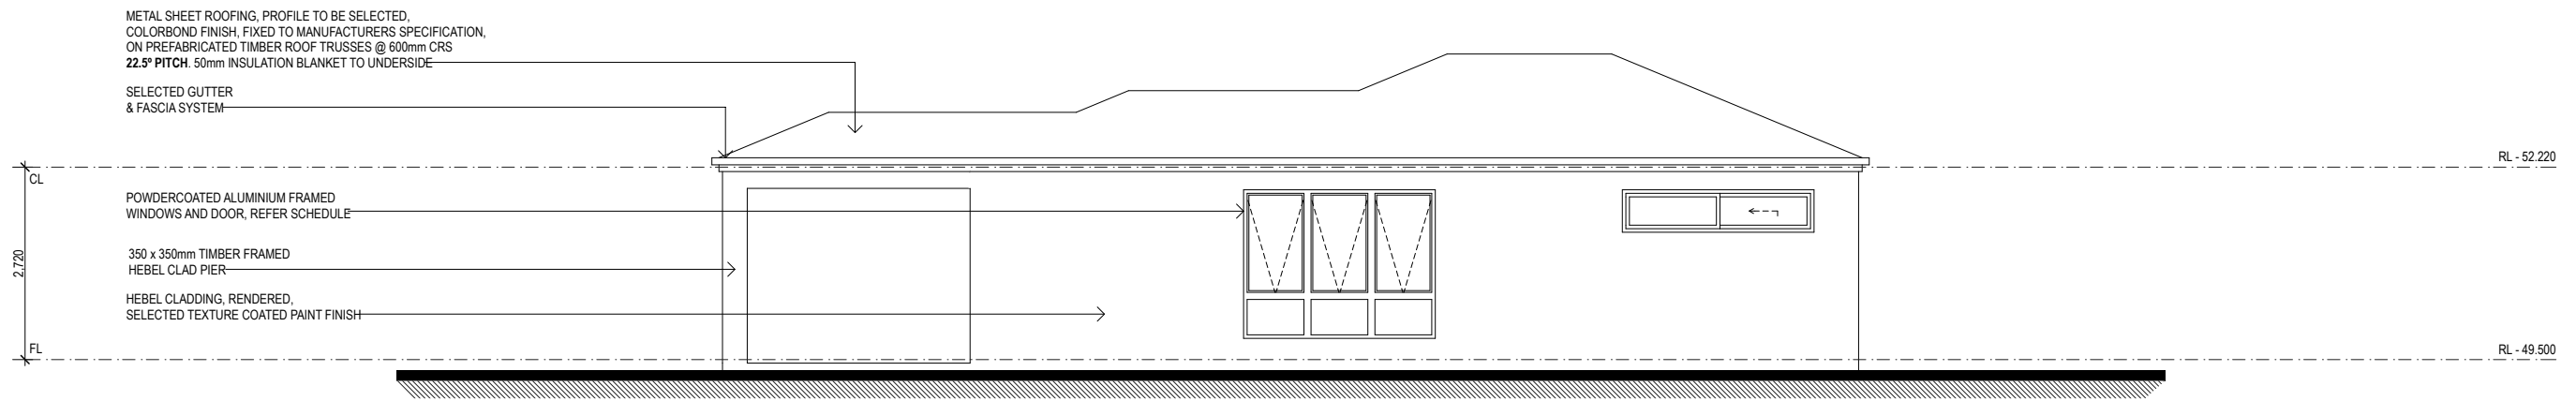 METAL SHEET ROOFING, PROFILE TO BE SELECTED,
COLORBOND FINISH, FIXED TO MANUFACTURERS SPECIFICATION,
ON PREFABRICATED TIMBER ROOF TRUSSES @ 600mm CRS
22.5º PITCH. 50mm INSULATION BLANKET TO UNDERSIDE
SELECTED GUTTER
& FASCIA SYSTEM
RL - 52.220
CL
POWDERCOATED ALUMINIUM FRAMED
WINDOWS AND DOOR, REFER SCHEDULE
2,720
350 x 350mm TIMBER FRAMED
HEBEL CLAD PIER
HEBEL CLADDING, RENDERED,
SELECTED TEXTURE COATED PAINT FINISH
FL
RL - 49.500